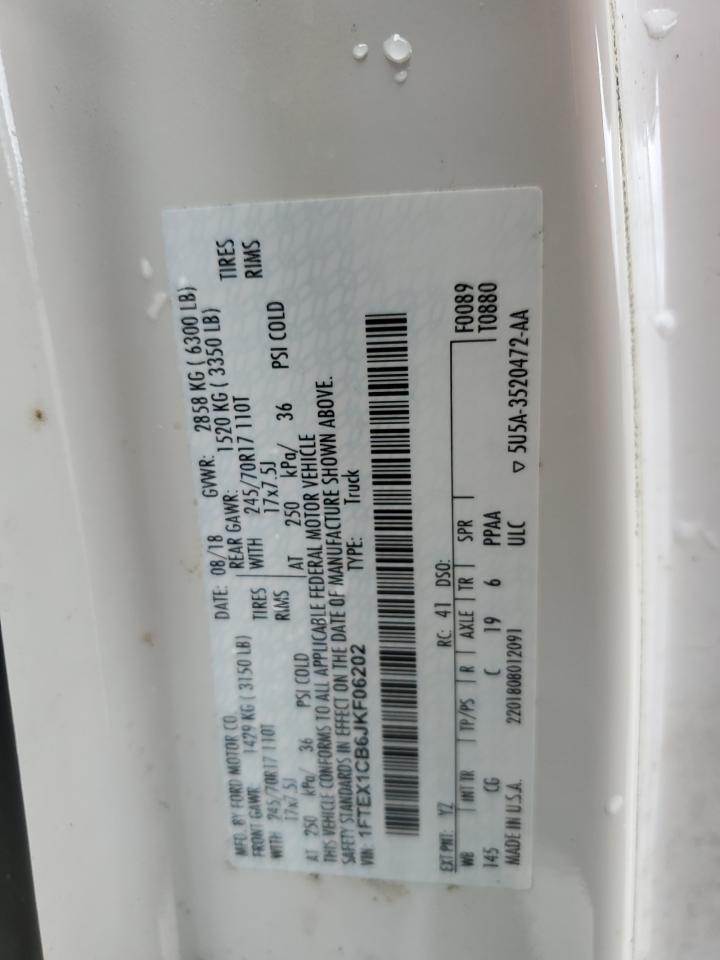 MFD. BY FORD MOTOR CO. DATE: 08/18 GVWR: 2858 KG ( 6300 LB)
FRONT GAWR: 1429 KG ( 3150 LB) REAR GAWR: 1520 KG ( 3350 LB)
WITH 245/70R17 110T TIRES WITH 245/70R17 110T TIRES
17x7.5J RIMS 17x7.5J RIMS
AT 250 kPa/ 36 PSI COLD AT 250 kPa/ 36 PSI COLD
THIS VEHICLE CONFORMS TO ALL APPLICABLE FEDERAL MOTOR VEHICLE
SAFETY STANDARDS IN EFFECT ON THE DATE OF MANUFACTURE SHOWN ABOVE.
VIN: 1FTEX1CB6JKF06202 TYPE: Truck
EXT PNT: YZ RC: 41 DSO:
WB INT TR TP/PS R AXLE TR SPR F0089
145 CG C 19 6 PPAA T0880
MADE IN U.S.A. 2201808012091 ULC ▽ 5U5A-3520472-AA